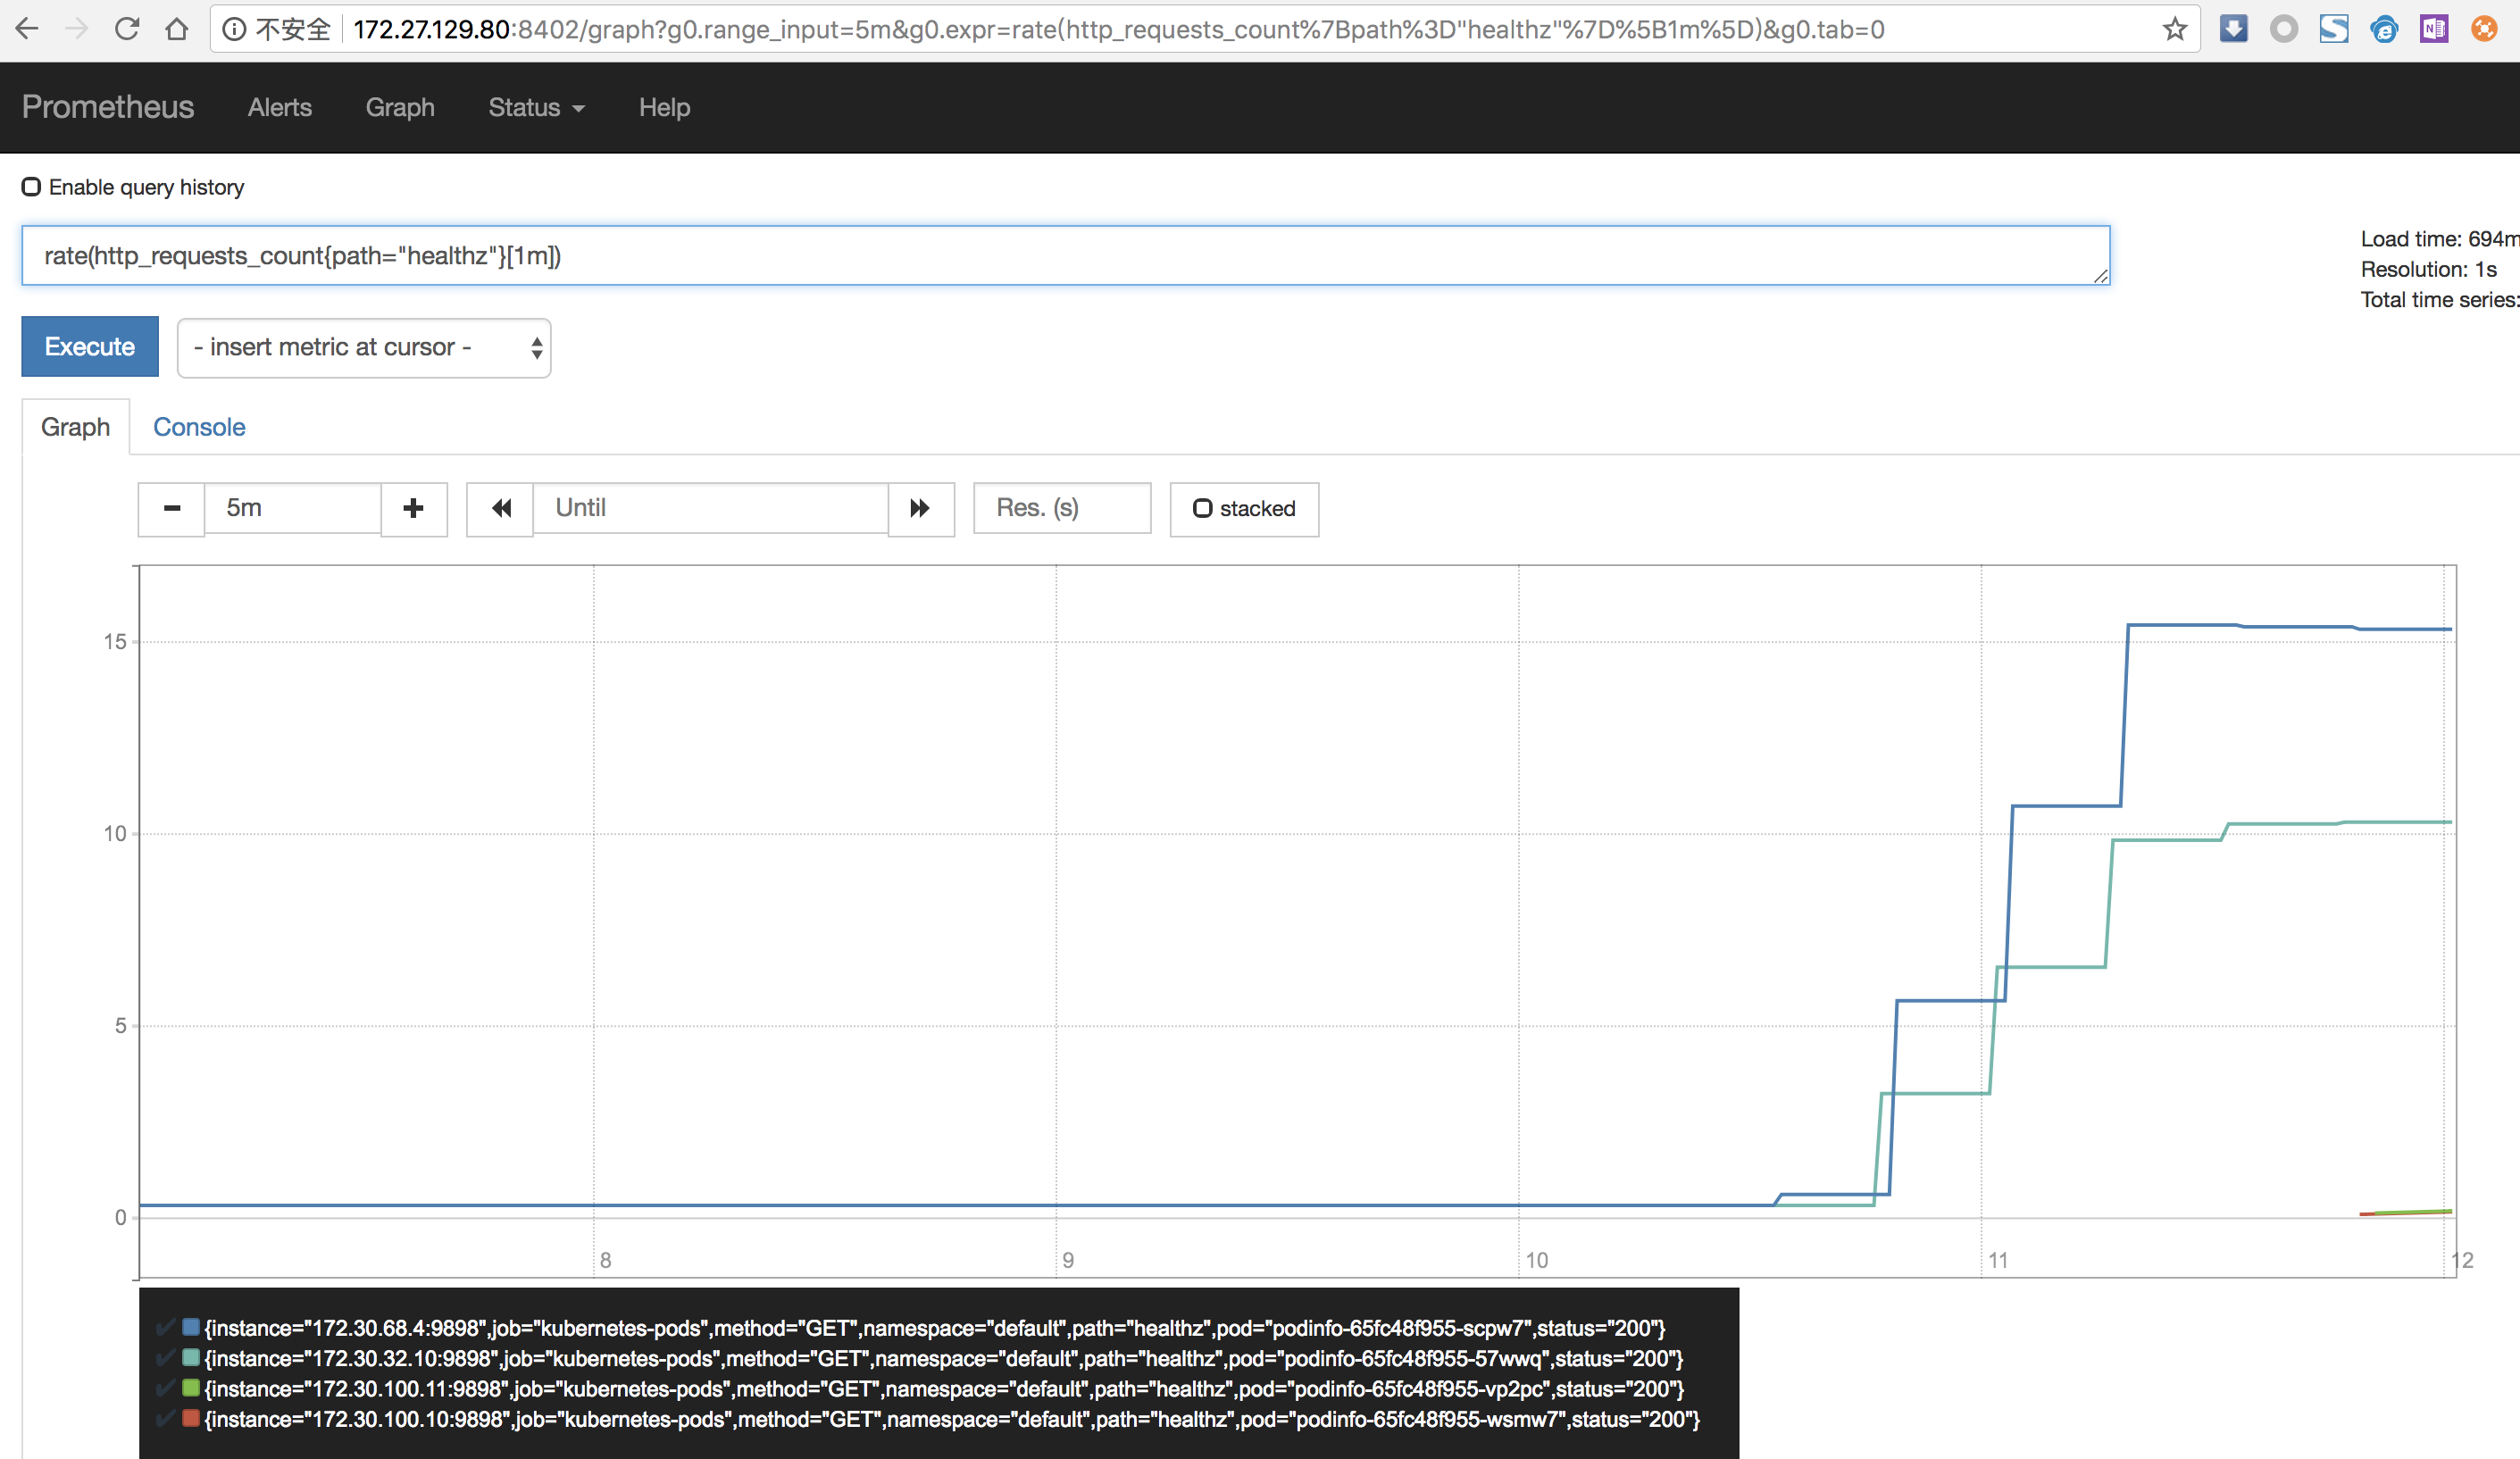 不安全 172.27.129.80:8402/graph?g0.range_input=5m&g0.expr=rate(http_requests_count%7Bpath%3D"healthz"%7D%5B1m%5D)&g0.tab=0
Prometheus Alerts Graph Status Help
Enable query history
rate(http_requests_count{path="healthz"}[1m])
Load time: 694m
Resolution: 1s
Total time series:
Execute - insert metric at cursor -
Graph Console
5m Until Res. (s) stacked
15
10
5
0
8 9 10 11 12
{instance="172.30.68.4:9898",job="kubernetes-pods",method="GET",namespace="default",path="healthz",pod="podinfo-65fc48f955-scpw7",status="200"}
{instance="172.30.32.10:9898",job="kubernetes-pods",method="GET",namespace="default",path="healthz",pod="podinfo-65fc48f955-57wwq",status="200"}
{instance="172.30.100.11:9898",job="kubernetes-pods",method="GET",namespace="default",path="healthz",pod="podinfo-65fc48f955-vp2pc",status="200"}
{instance="172.30.100.10:9898",job="kubernetes-pods",method="GET",namespace="default",path="healthz",pod="podinfo-65fc48f955-wsmw7",status="200"}